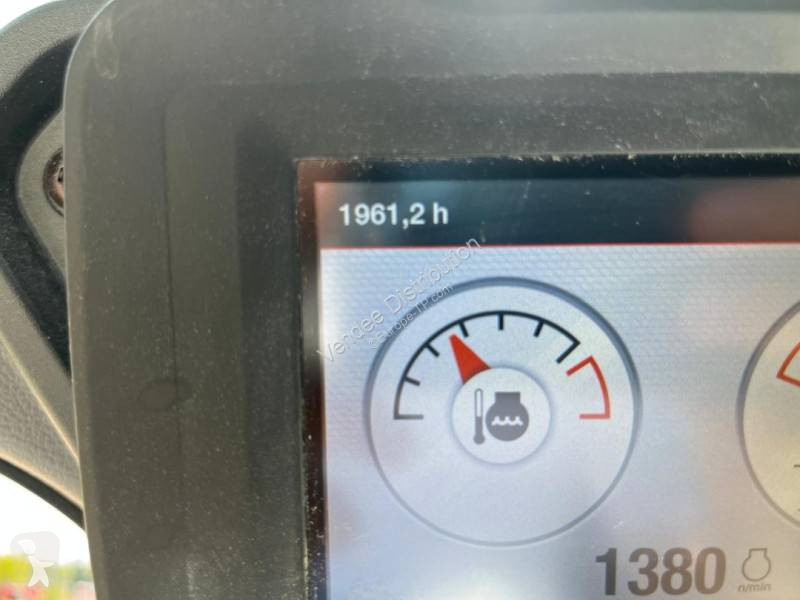 1961,2 h
Vendee Distribution
© Europe-TP.com
1380
n/min